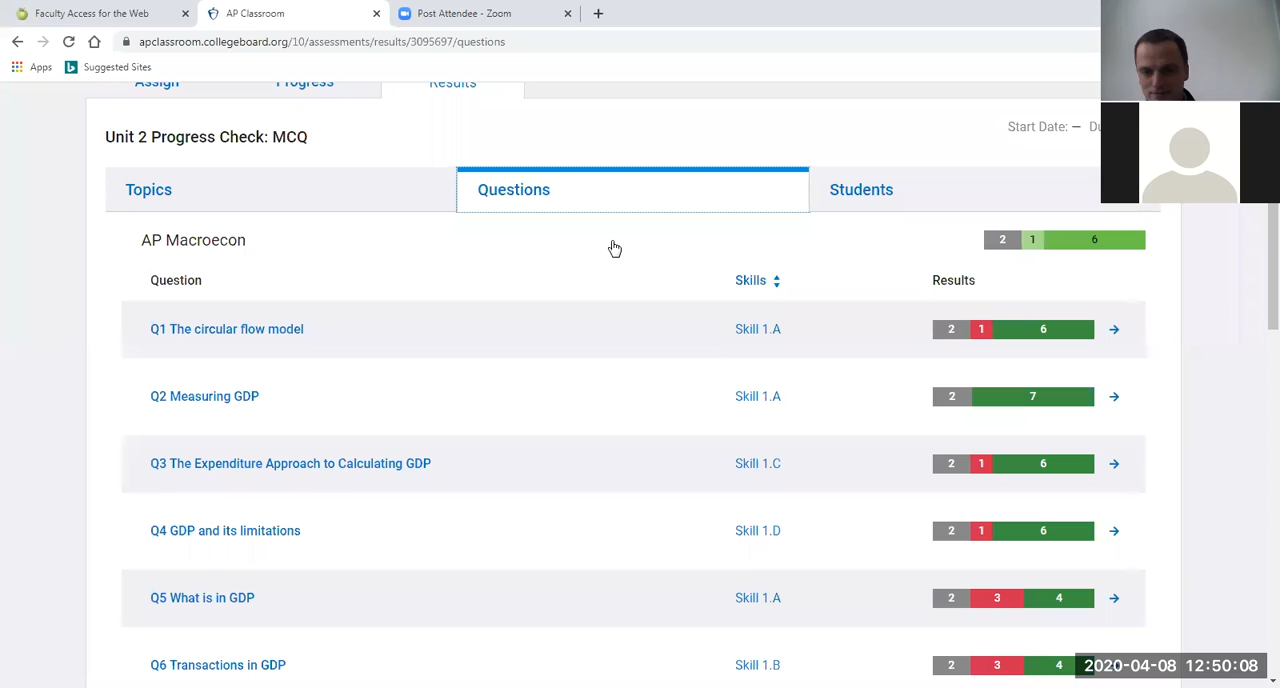 Faculty Access for the Web
AP Classroom
Post Attendee - Zoom
apclassroom.collegeboard.org/10/assessments/results/3095697/questions
Apps
Suggested Sites
Assign
Progress
Results
Unit 2 Progress Check: MCQ
Start Date: —
Topics
Questions
Students
AP Macroecon
2 1 6
Question Skills Results
Q1 The circular flow model Skill 1.A 2 1 6
Q2 Measuring GDP Skill 1.A 2 7
Q3 The Expenditure Approach to Calculating GDP Skill 1.C 2 1 6
Q4 GDP and its limitations Skill 1.D 2 1 6
Q5 What is in GDP Skill 1.A 2 3 4
Q6 Transactions in GDP Skill 1.B 2 3 4
2020-04-08 12:50:08